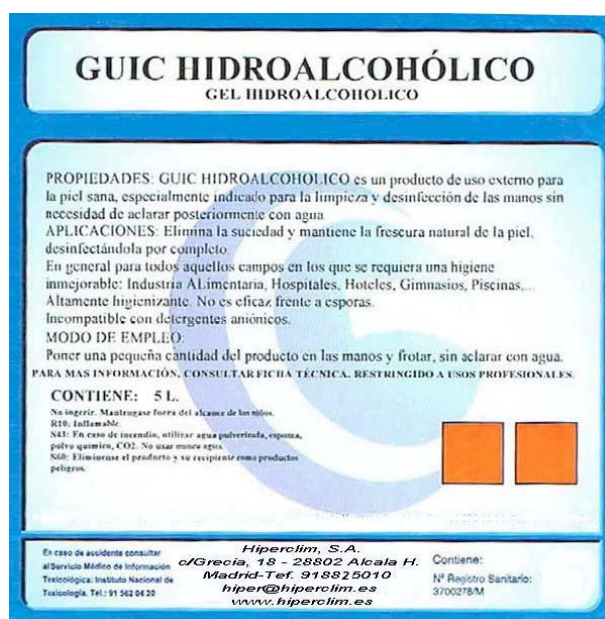 GUIC HIDROALCOHÓLICO
GEL HIDROALCOHOLICO
PROPIEDADES: GUIC HIDROALCOHOLICO es un producto de uso externo para
la piel sana, especialmente indicado para la limpieza y desinfección de las manos sin
necesidad de aclarar posteriormente con agua
APLICACIONES: Elimina la suciedad y mantiene la frescura natural de la piel,
desinfectándola por completo.
En general para todos aquellos campos en los que se requiera una higiene
inmejorable: Industria ALimentaria, Hospitales, Hoteles, Gimnasios, Piscinas,...
Altamente higienizante. No es eficaz frente a esporas.
Incompatible con detergentes aniónicos.
MODO DE EMPLEO:
Poner una pequeña cantidad del producto en las manos y frotar, sin aclarar con agua.
PARA MAS INFORMACIÓN, CONSULTAR FICHA TÉCNICA. RESTRINGIDO A USOS PROFESIONALES.
CONTIENE: 5 L.
No ingerir. Mantengase fuera del alcance de los niños.
R10: Inflamable.
S43: En caso de incendio, utilizar agua pulverizada, espuma,
polvo químico, CO2. No usar nunca agua.
S60: Elimínense el producto y su recipiente como productos
peligros.
En caso de accidente consultar
al Servicio Médico de Información
Toxicológica: Instituto Nacional de
Toxicología. Tel.: 91 562 04 20
Hiperclim, S.A.
c/Grecia, 18 - 28802 Alcala H.
Madrid-Tef. 918825010
hiper@hiperclim.es
www.hiperclim.es
Contiene:
Nº Registro Sanitario:
3700278/M